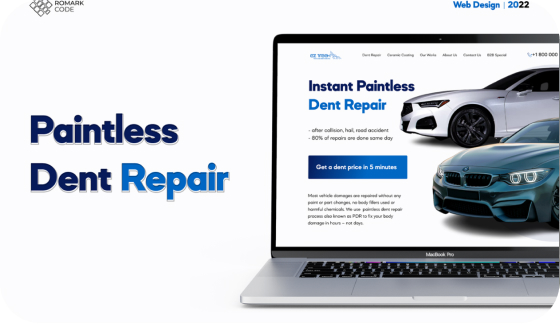 ROMARK
CODE
Web Design | 2022
Paintless
Dent Repair
Dent Repair
Ceramic Coating
Our Works
About Us
Contact Us
B2B Special
+1 800 000
Instant Paintless
Dent Repair
- after collision, hail, road accident
- 80% of repairs are done same day
Get a dent price in 5 minutes
Most vehicle damages are repaired without any
paint or part changes, no body fillers used or
harmful chemicals. We use paintless dent repair
process also known as PDR to fix your body
damage in hours – not days.
MacBook Pro